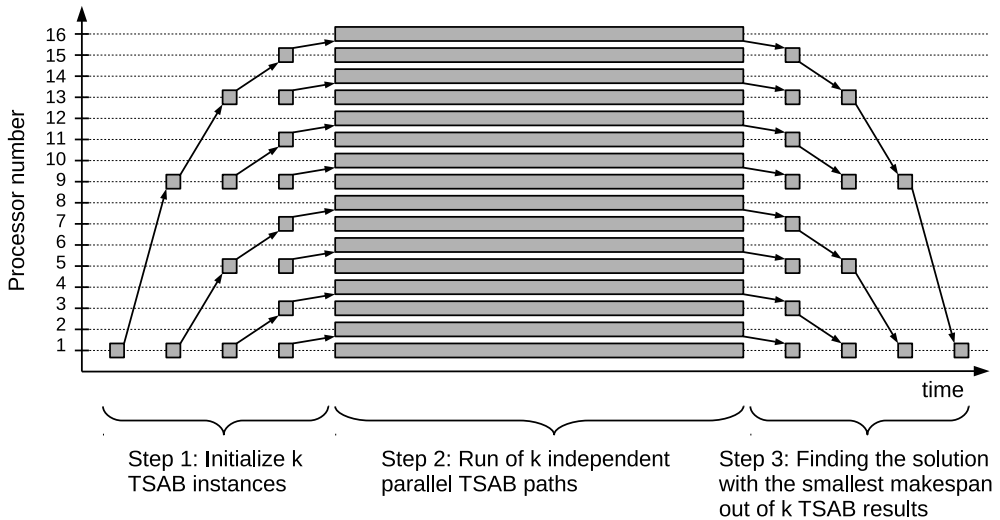 16
15
14
13
12
11
10
9
8
7
6
5
4
3
2
1
Processor number
time
Step 1: Initialize k
TSAB instances
Step 2: Run of k independent
parallel TSAB paths
Step 3: Finding the solution
with the smallest makespan
out of k TSAB results